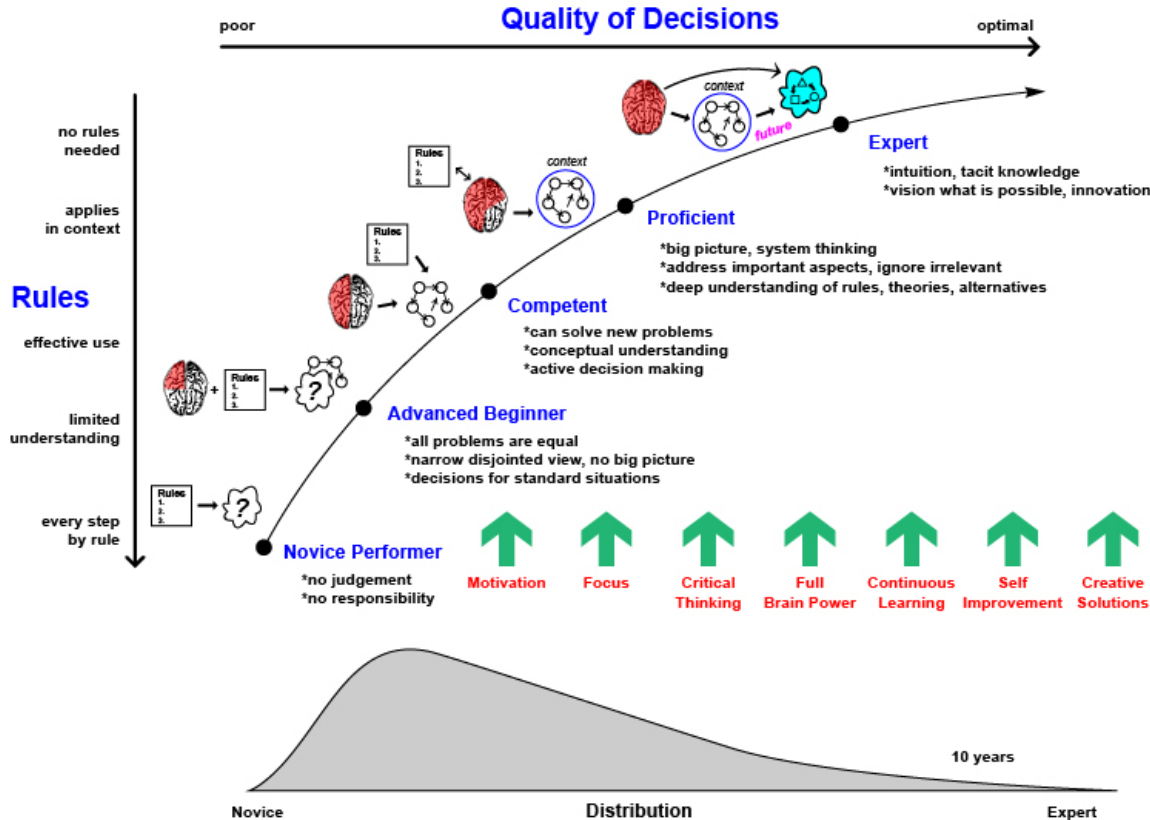 Quality of Decisions
poor
optimal
Rules
no rules
needed
applies
in context
effective use
limited
understanding
every step
by rule
context
future
Expert
*intuition, tacit knowledge
*vision what is possible, innovation
Rules
1.
2.
3.
context
Proficient
*big picture, system thinking
*address important aspects, ignore irrelevant
*deep understanding of rules, theories, alternatives
Rules
1.
2.
3.
Competent
*can solve new problems
*conceptual understanding
*active decision making
+
Rules
1.
2.
3.
?
Advanced Beginner
*all problems are equal
*narrow disjointed view, no big picture
*decisions for standard situations
Rules
1.
2.
3.
?
Novice Performer
*no judgement
*no responsibility
Motivation
Focus
Critical
Thinking
Full
Brain Power
Continuous
Learning
Self
Improvement
Creative
Solutions
10 years
Novice
Distribution
Expert